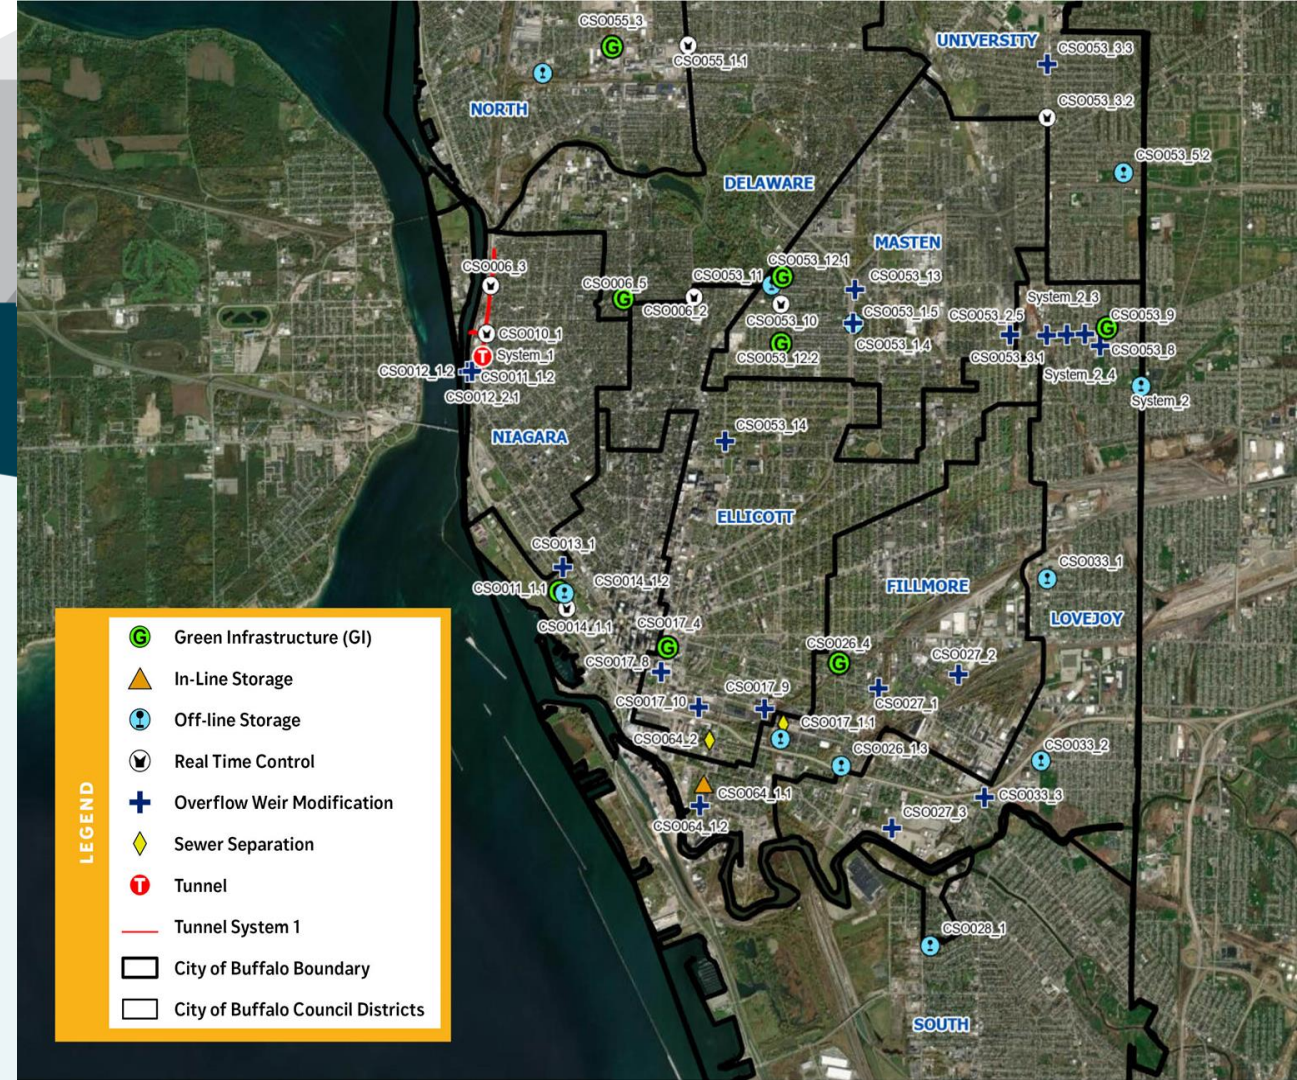 CSO055_3
UNIVERSITY
CSO053_3.3
CSO055_1.1
NORTH
CSO053_3.2
CSO053_5.2
DELAWARE
MASTEN
CSO006_3
CSO053_11
CSO053_12.1
CSO053_13
CSO006_5
CSO006_2
System_2_3
CSO053_10
CSO053_1.5
CSO053_2.5
CSO053_9
CSO010_1
CSO053_1.4
CSO053_12.2
CSO053_3.1
CSO053_8
System_1
CSO012_1.2
CSO011_1.2
System_2_4
CSO012_2.1
System_2
CSO053_14
NIAGARA
ELLICOTT
CSO013_1
CSO033_1
CSO011_1.1
CSO014_1.2
FILLMORE
CSO014_1.1
CSO017_4
LOVEJOY
CSO026_4
CSO027_2
CSO017_8
CSO017_9
CSO017_10
CSO027_1
CSO017_1.1
CSO064_2
CSO026_1.3
CSO033_2
CSO064_1.1
CSO033_3
CSO064_1.2
CSO027_3
CSO028_1
SOUTH
LEGEND
G Green Infrastructure (GI)
In-Line Storage
Off-line Storage
Real Time Control
Overflow Weir Modification
Sewer Separation
T Tunnel
Tunnel System 1
City of Buffalo Boundary
City of Buffalo Council Districts